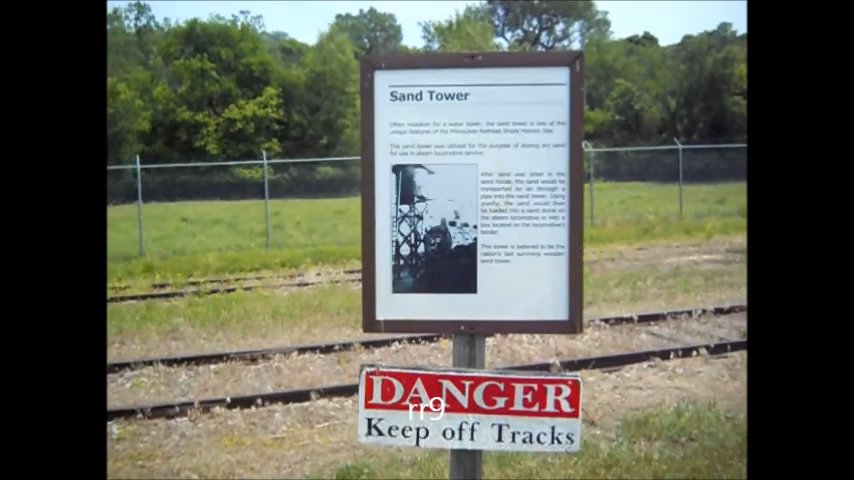 Sand Tower
Often mistaken for a water tower, the sand tower is one of the
unique features of the Milwaukee Railroad Shops Historic Site.
The sand tower was utilized for the purpose of storing dry sand
for use in steam locomotive service.
After sand was dried in the
sand house, the sand would be
transported by air through a
pipe into the sand tower. Using
gravity, the sand would then
be loaded into a sand dome on
the steam locomotive or into a
box located on the locomotive's
tender.
This tower is believed to be the
nation's last surviving wooden
sand tower.
DANGER
rr9
Keep off Tracks